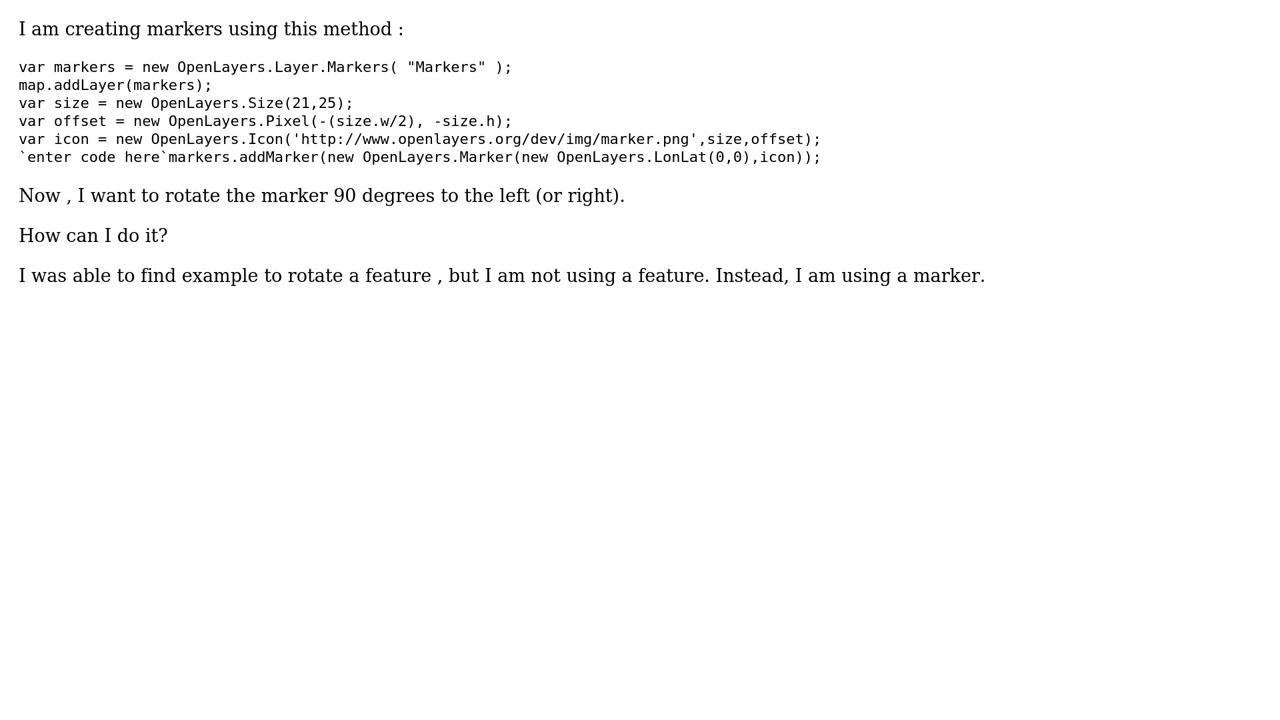 I am creating markers using this method :
var markers = new OpenLayers.Layer.Markers( "Markers" );
map.addLayer(markers);
var size = new OpenLayers.Size(21,25);
var offset = new OpenLayers.Pixel(-(size.w/2), -size.h);
var icon = new OpenLayers.Icon('http://www.openlayers.org/dev/img/marker.png',size,offset);
`enter code here`markers.addMarker(new OpenLayers.Marker(new OpenLayers.LonLat(0,0),icon));
Now , I want to rotate the marker 90 degrees to the left (or right).
How can I do it?
I was able to find example to rotate a feature , but I am not using a feature. Instead, I am using a marker.